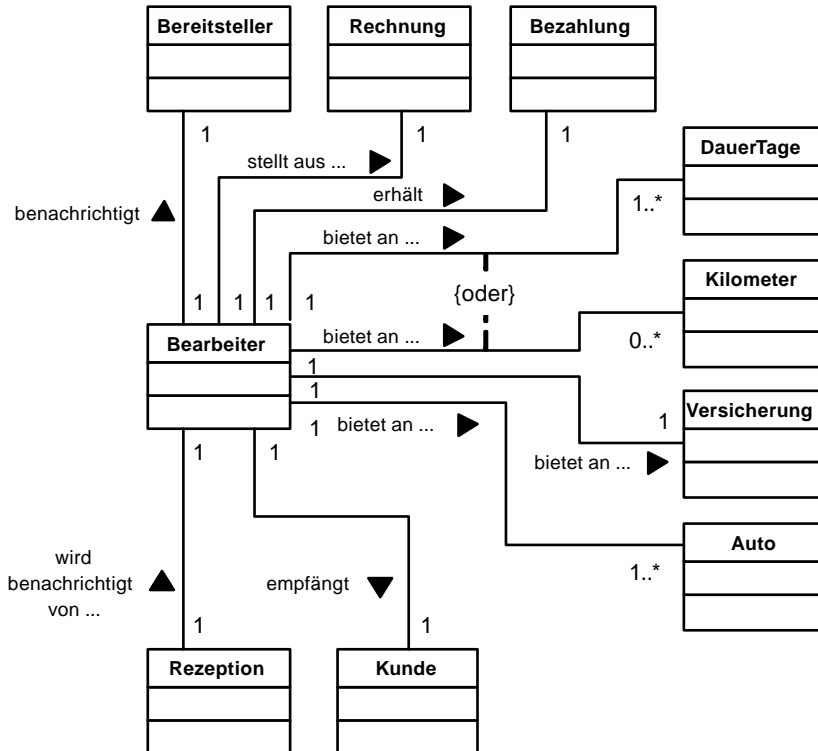 Bereitsteller
Rechnung
Bezahlung
1
1
1
DauerTage
stellt aus ...
erhält
1..*
benachrichtigt
bietet an ...
Kilometer
{oder}
1
1
1
1
bietet an ...
0..*
Bearbeiter
1
1
Versicherung
1
1
bietet an ...
bietet an ...
1
1
Auto
wird
benachrichtigt
von ...
empfängt
1..*
1
1
Rezeption
Kunde